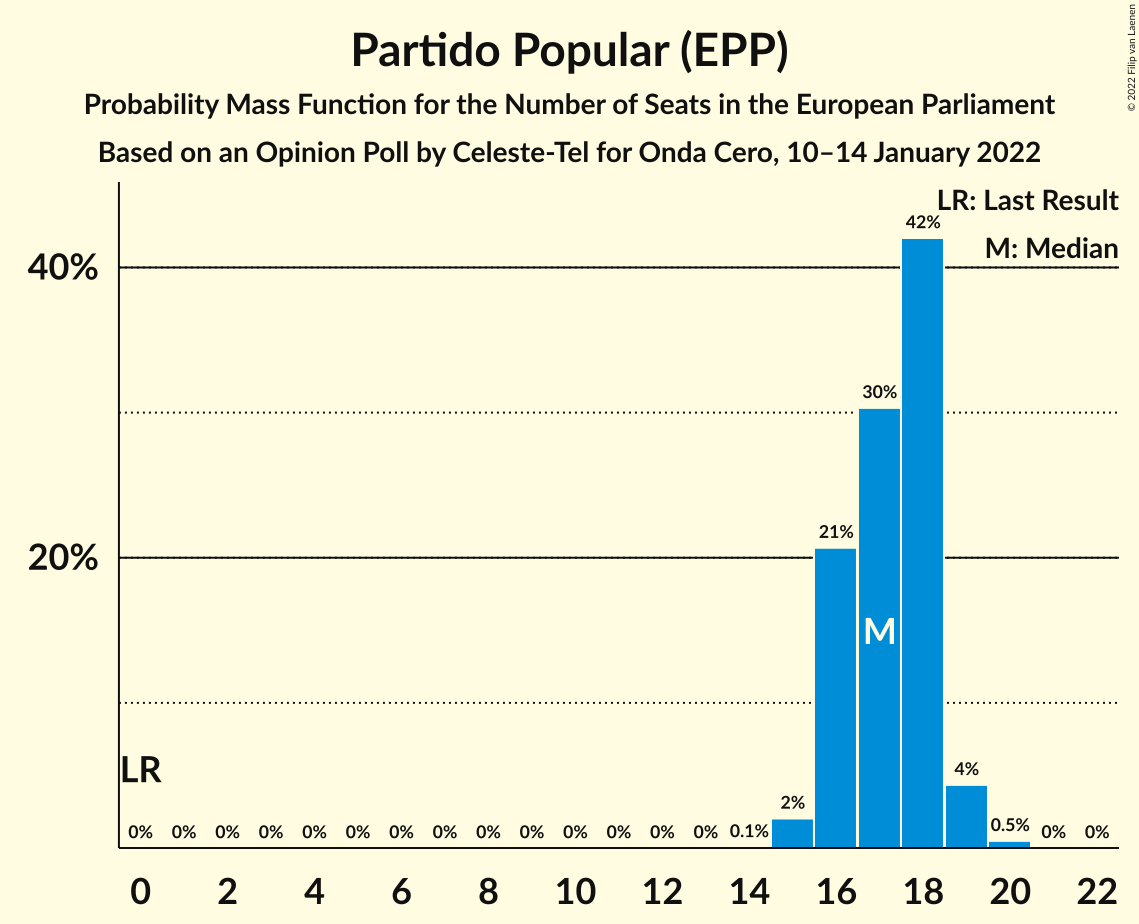 Partido Popular (EPP)
Probability Mass Function for the Number of Seats in the European Parliament
Based on an Opinion Poll by Celeste-Tel for Onda Cero, 10–14 January 2022
© 2022 Filip van Laenen
LR: Last Result
M: Median
40%
20%
42%
30%
21%
M
LR
4%
2%
0% 0% 0% 0% 0% 0% 0% 0% 0% 0% 0% 0% 0% 0% 0.1% 0.5% 0% 0%
0 2 4 6 8 10 12 14 16 18 20 22